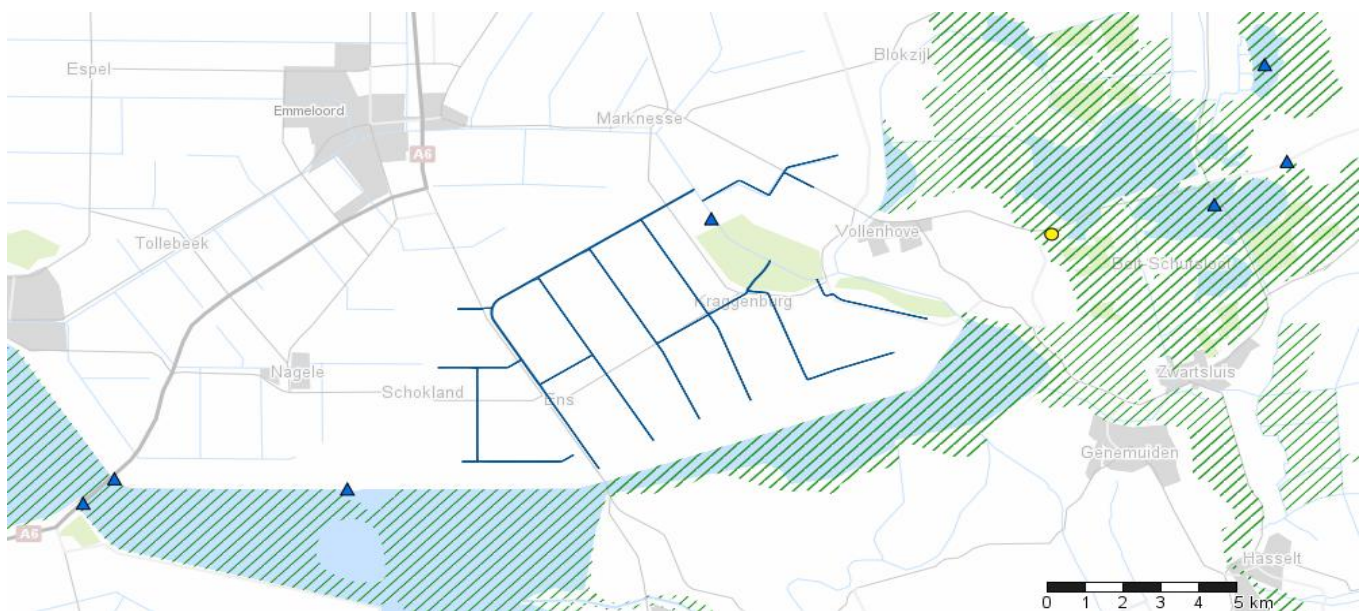 Espel
Emmeloord
Marknesse
Blokzijl
A6
Tollebeek
Vollenhove
Belt-Schutsloot
Kraggenburg
Nagele
Schokland
Ens
Zwartsluis
Genemuiden
A6
Hasselt
0 1 2 3 4 5 km